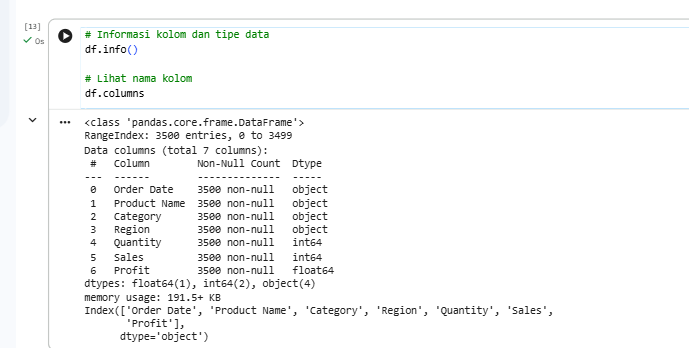 [13]
0s
# Informasi kolom dan tipe data
df.info()
# Lihat nama kolom
df.columns
<class 'pandas.core.frame.DataFrame'>
RangeIndex: 3500 entries, 0 to 3499
Data columns (total 7 columns):
 #   Column        Non-Null Count  Dtype
---  ------        --------------  -----
 0   Order Date    3500 non-null   object
 1   Product Name  3500 non-null   object
 2   Category      3500 non-null   object
 3   Region        3500 non-null   object
 4   Quantity      3500 non-null   int64
 5   Sales         3500 non-null   int64
 6   Profit        3500 non-null   float64
dtypes: float64(1), int64(2), object(4)
memory usage: 191.5+ KB
Index(['Order Date', 'Product Name', 'Category', 'Region', 'Quantity', 'Sales',
       'Profit'],
      dtype='object')